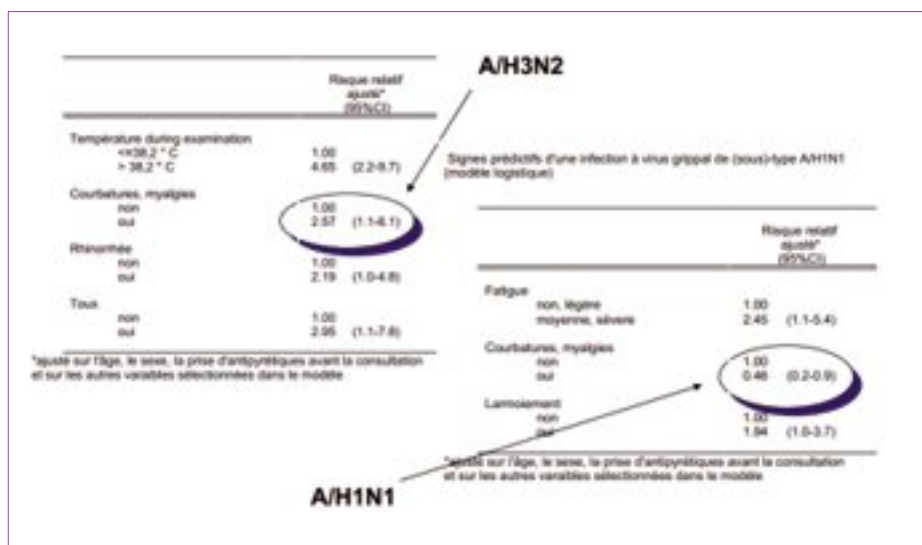 A/H3N2
Risque relatif
ajusté*
(95%CI)
Température during examination
<=38,2 ° C 1.00
> 38,2 ° C 4.65 (2.2-9.7)
Courbatures, myalgies
non 1.00
oui 2.57 (1.1-6.1)
Rhinorrhée
non 1.00
oui 2.19 (1.0-4.8)
Toux
non 1.00
oui 2.95 (1.1-7.8)
*ajusté sur l'âge, le sexe, la prise d'antipyrétiques avant la consultation
et sur les autres variables sélectionnées dans le modèle
Signes prédictifs d'une infection à virus grippal de (sous)-type A/H1N1
(modèle logistique)
Risque relatif
ajusté*
(95%CI)
Fatigue
non, légère 1.00
moyenne, sévere 2.45 (1.1-5.4)
Courbatures, myalgies
non 1.00
oui 0.46 (0.2-0.9)
Larmoiement
non 1.00
oui 1.94 (1.0-3.7)
*ajusté sur l'âge, le sexe, la prise d'antipyrétiques avant la consultation
et sur les autres variables sélectionnées dans le modèle
A/H1N1